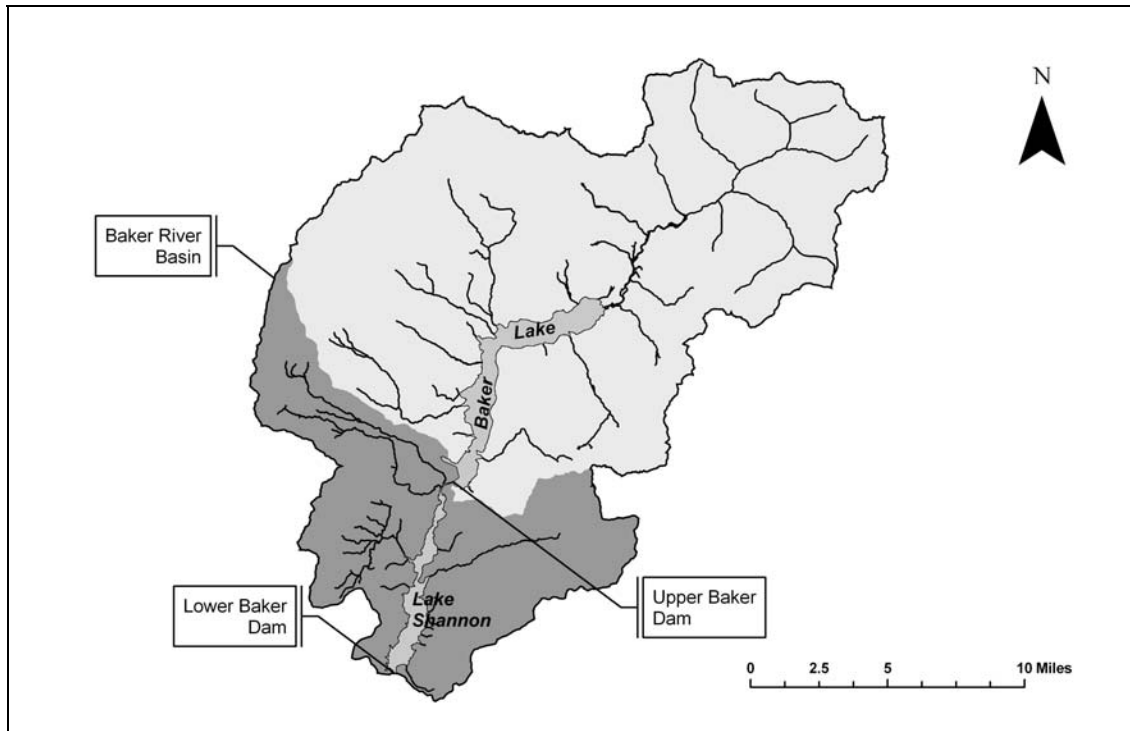 N
Baker River
Basin
Lake
Baker
Lower Baker
Dam
Lake
Shannon
Upper Baker
Dam
0 2.5 5 10 Miles